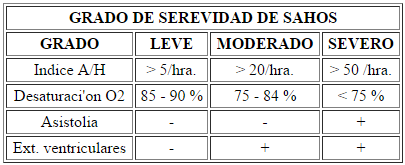 GRADO DE SEREVIDAD DE SAHOS
GRADO LEVE MODERADO SEVERO
Indice A/H > 5/hra. > 20/hra. > 50 /hra.
Desaturaci'on O2 85 - 90 % 75 - 84 % < 75 %
Asistolia - - +
Ext. ventriculares - + +